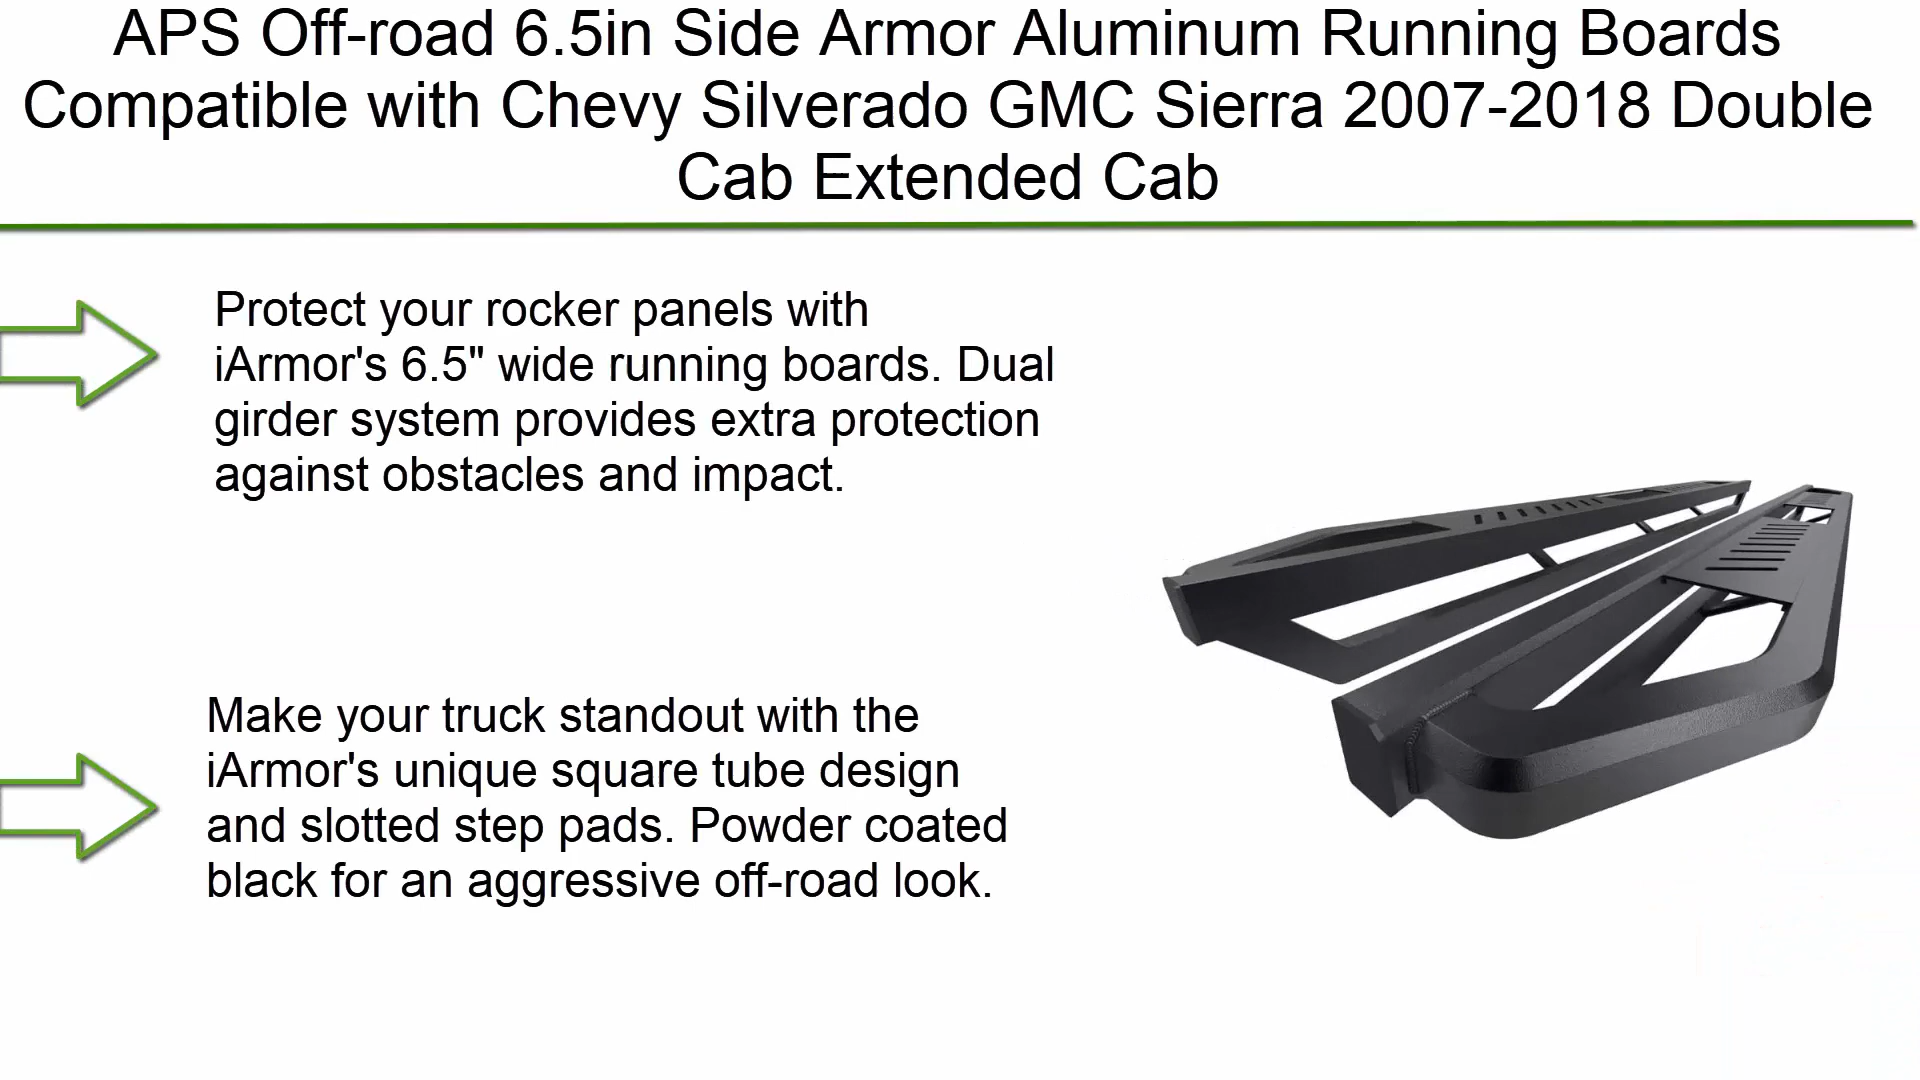 APS Off-road 6.5in Side Armor Aluminum Running Boards
Compatible with Chevy Silverado GMC Sierra 2007-2018 Double
Cab Extended Cab
Protect your rocker panels with
iArmor's 6.5" wide running boards. Dual
girder system provides extra protection
against obstacles and impact.
Make your truck standout with the
iArmor's unique square tube design
and slotted step pads. Powder coated
black for an aggressive off-road look.